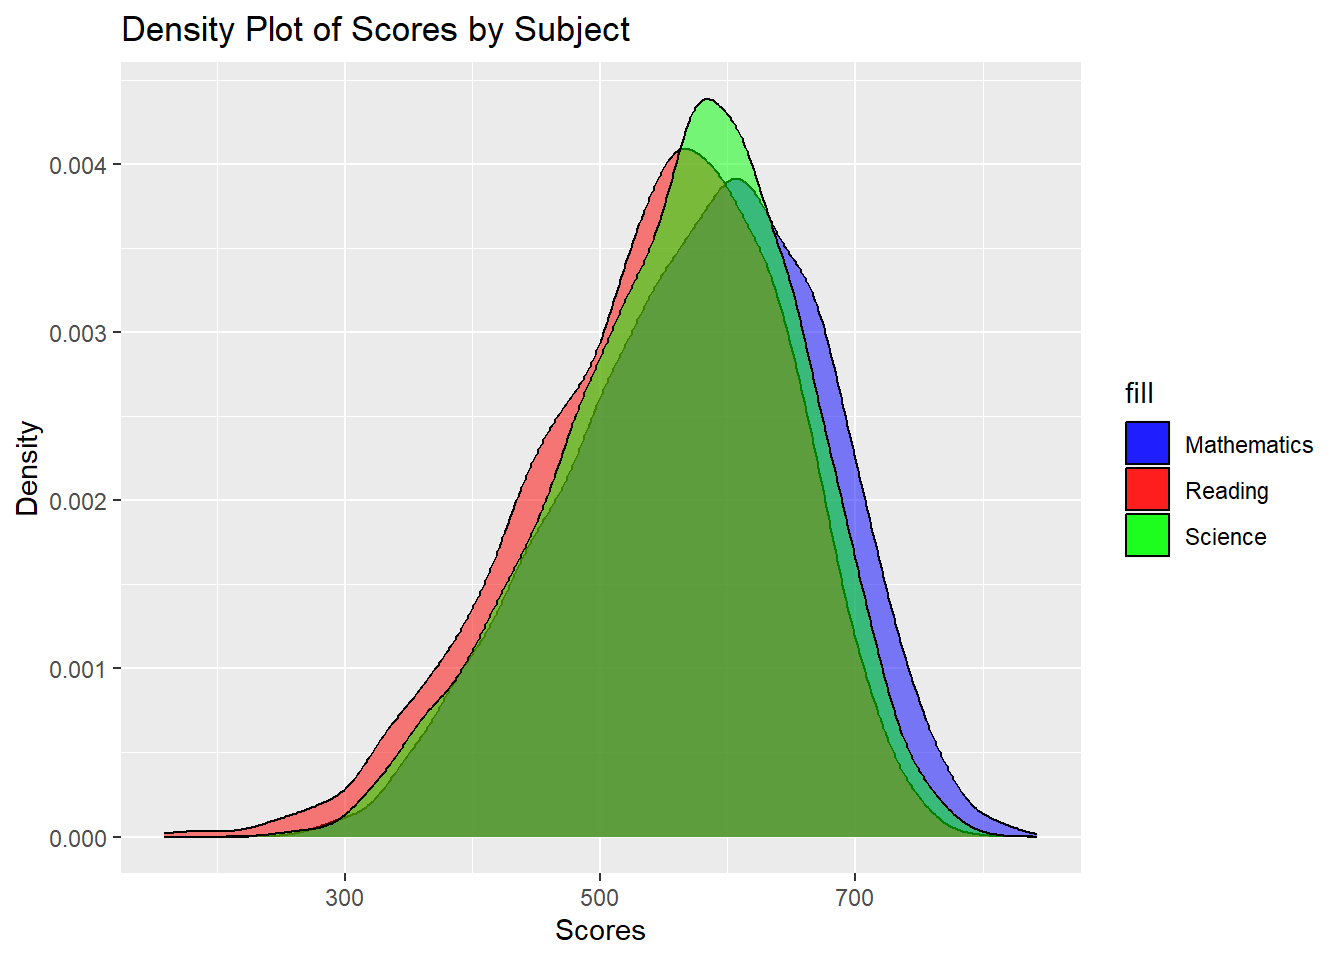 Density Plot of Scores by Subject
Density
0.004
0.003
0.002
0.001
0.000
300 500 700
Scores
fill
Mathematics
Reading
Science